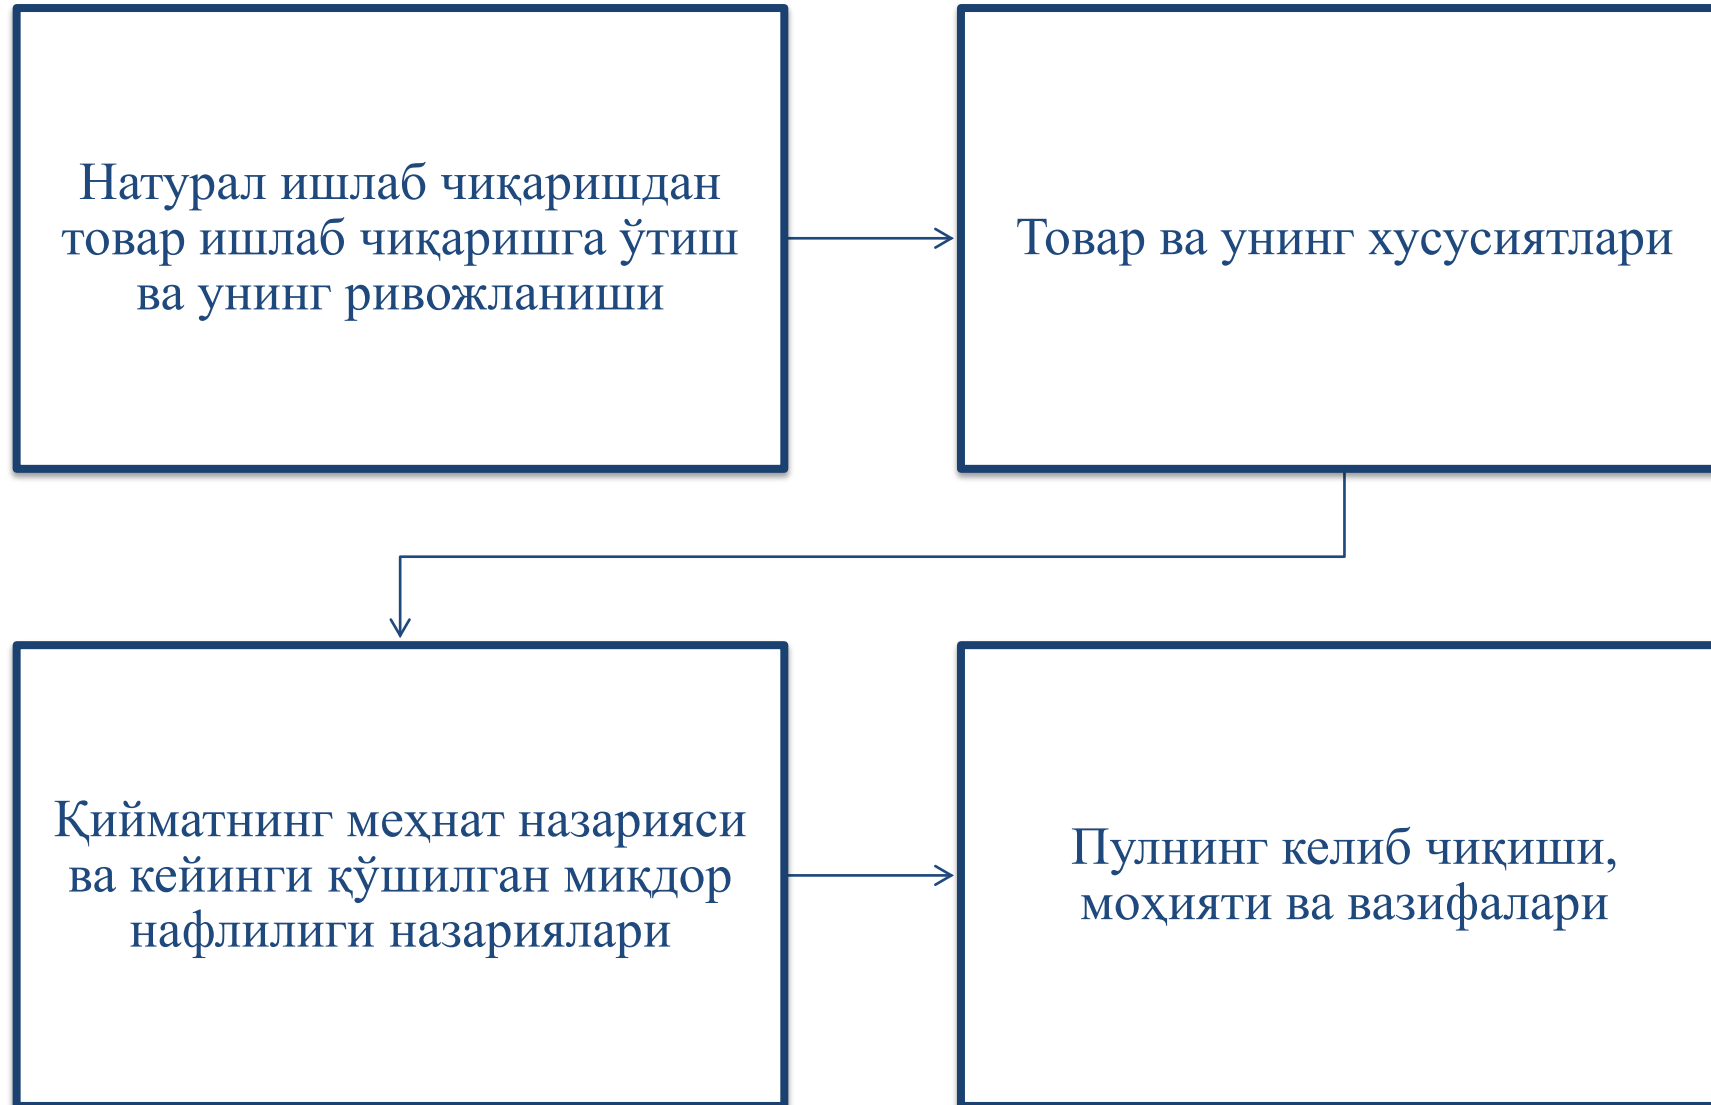 Натурал ишлаб чиқаришдан
товар ишлаб чиқаришга ўтиш
ва унинг ривожланиши
Товар ва унинг хусусиятлари
Қийматнинг меҳнат назарияси
ва кейинги қўшилган миқдор
нафлилиги назариялари
Пулнинг келиб чиқиши,
моҳияти ва вазифалари